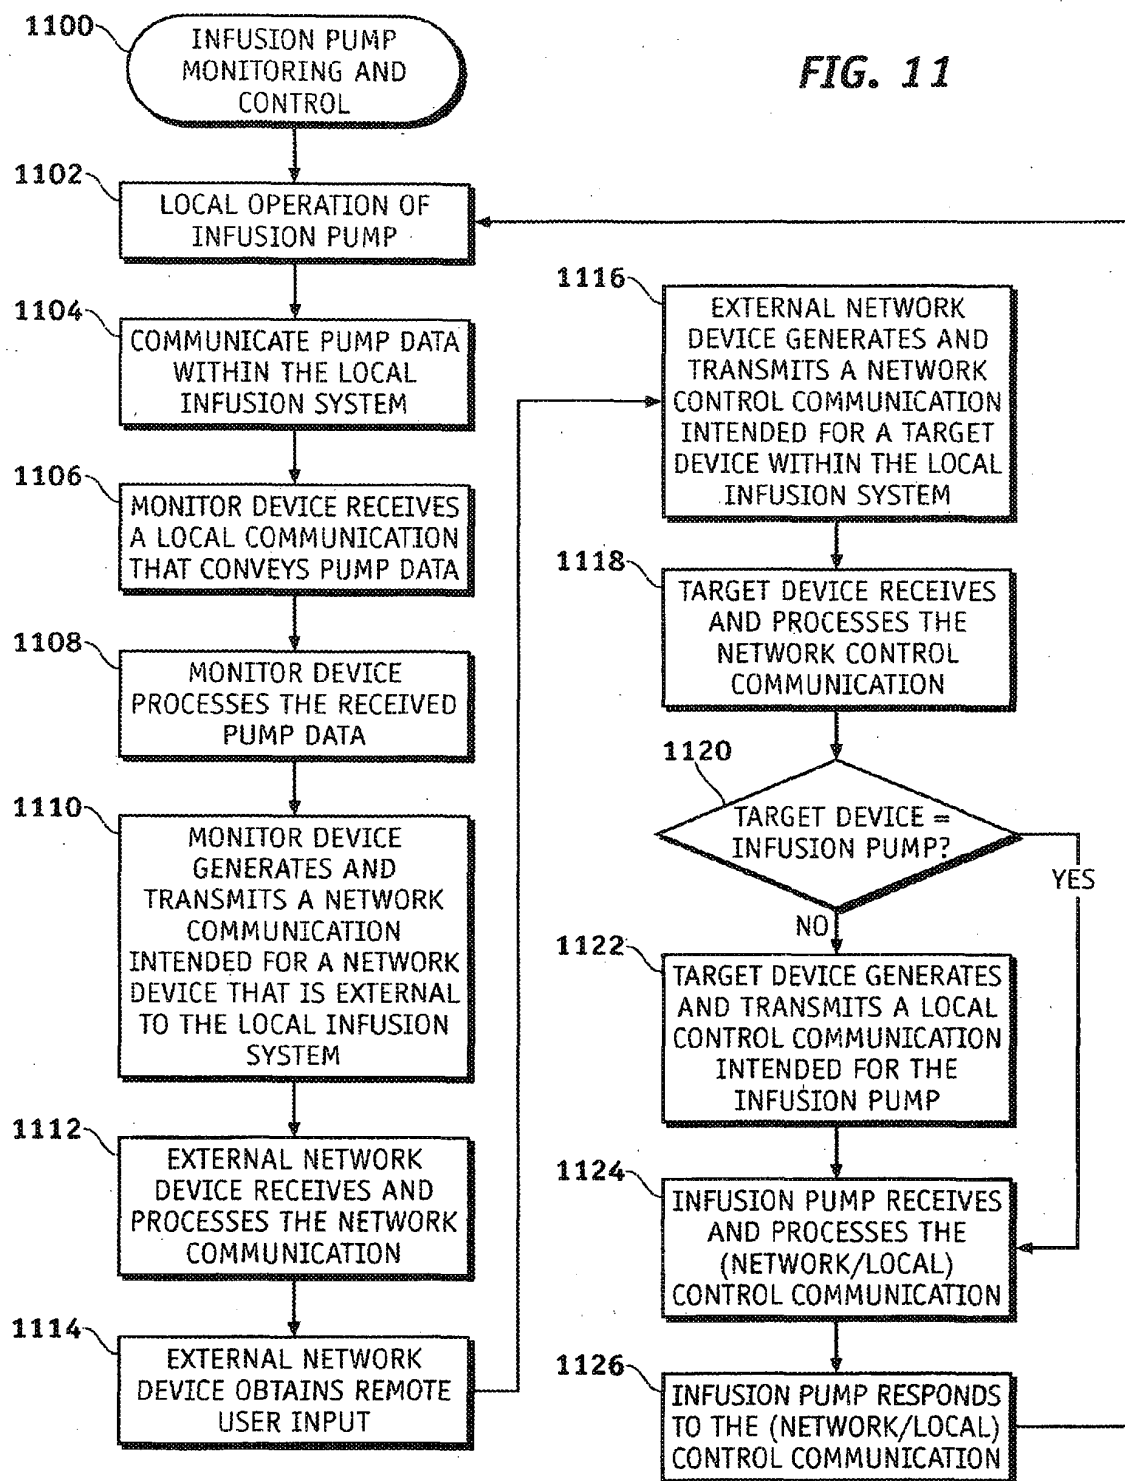 FIG. 11
1100
INFUSION PUMP
MONITORING AND
CONTROL
1102
LOCAL OPERATION OF
INFUSION PUMP
1104
COMMUNICATE PUMP DATA
WITHIN THE LOCAL
INFUSION SYSTEM
1106
MONITOR DEVICE RECEIVES
A LOCAL COMMUNICATION
THAT CONVEYS PUMP DATA
1108
MONITOR DEVICE
PROCESSES THE RECEIVED
PUMP DATA
1110
MONITOR DEVICE
GENERATES AND
TRANSMITS A NETWORK
COMMUNICATION
INTENDED FOR A NETWORK
DEVICE THAT IS EXTERNAL
TO THE LOCAL INFUSION
SYSTEM
1112
EXTERNAL NETWORK
DEVICE RECEIVES AND
PROCESSES THE NETWORK
COMMUNICATION
1114
EXTERNAL NETWORK
DEVICE OBTAINS REMOTE
USER INPUT
1116
EXTERNAL NETWORK
DEVICE GENERATES AND
TRANSMITS A NETWORK
CONTROL COMMUNICATION
INTENDED FOR A TARGET
DEVICE WITHIN THE LOCAL
INFUSION SYSTEM
1118
TARGET DEVICE RECEIVES
AND PROCESSES THE
NETWORK CONTROL
COMMUNICATION
1120
TARGET DEVICE =
INFUSION PUMP?
YES
NO
1122
TARGET DEVICE GENERATES
AND TRANSMITS A LOCAL
CONTROL COMMUNICATION
INTENDED FOR THE
INFUSION PUMP
1124
INFUSION PUMP RECEIVES
AND PROCESSES THE
(NETWORK/LOCAL)
CONTROL COMMUNICATION
1126
INFUSION PUMP RESPONDS
TO THE (NETWORK/LOCAL)
CONTROL COMMUNICATION